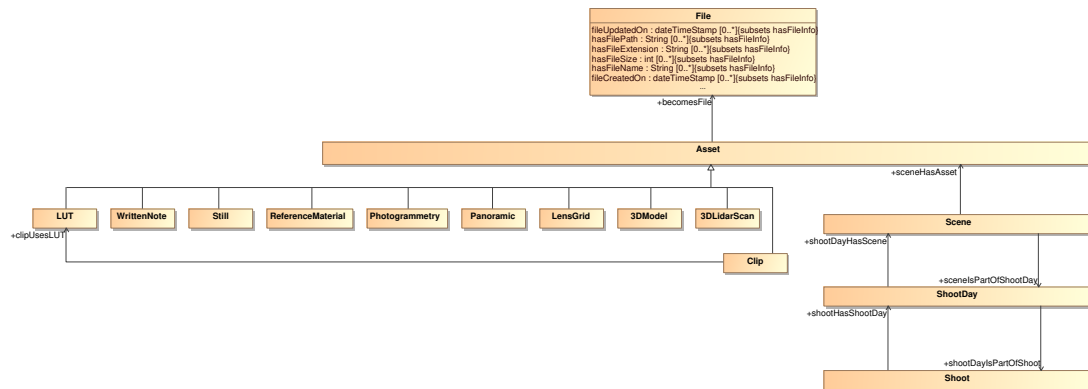 File
fileUpdatedOn : dateTimeStamp [0..*]{subsets hasFileInfo}
hasFilePath : String [0..*]{subsets hasFileInfo}
hasFileExtension : String [0..*]{subsets hasFileInfo}
hasFileSize : int [0..*]{subsets hasFileInfo}
hasFileName : String [0..*]{subsets hasFileInfo}
fileCreatedOn : dateTimeStamp [0..*]{subsets hasFileInfo}
...
+becomesFile
Asset
+sceneHasAsset
LUT WrittenNote Still ReferenceMaterial Photogrammetry Panoramic LensGrid 3DModel 3DLidarScan
Scene
+clipUsesLUT
+shootDayHasScene
Clip
+sceneIsPartOfShootDay
ShootDay
+shootHasShootDay
+shootDayIsPartOfShoot
Shoot